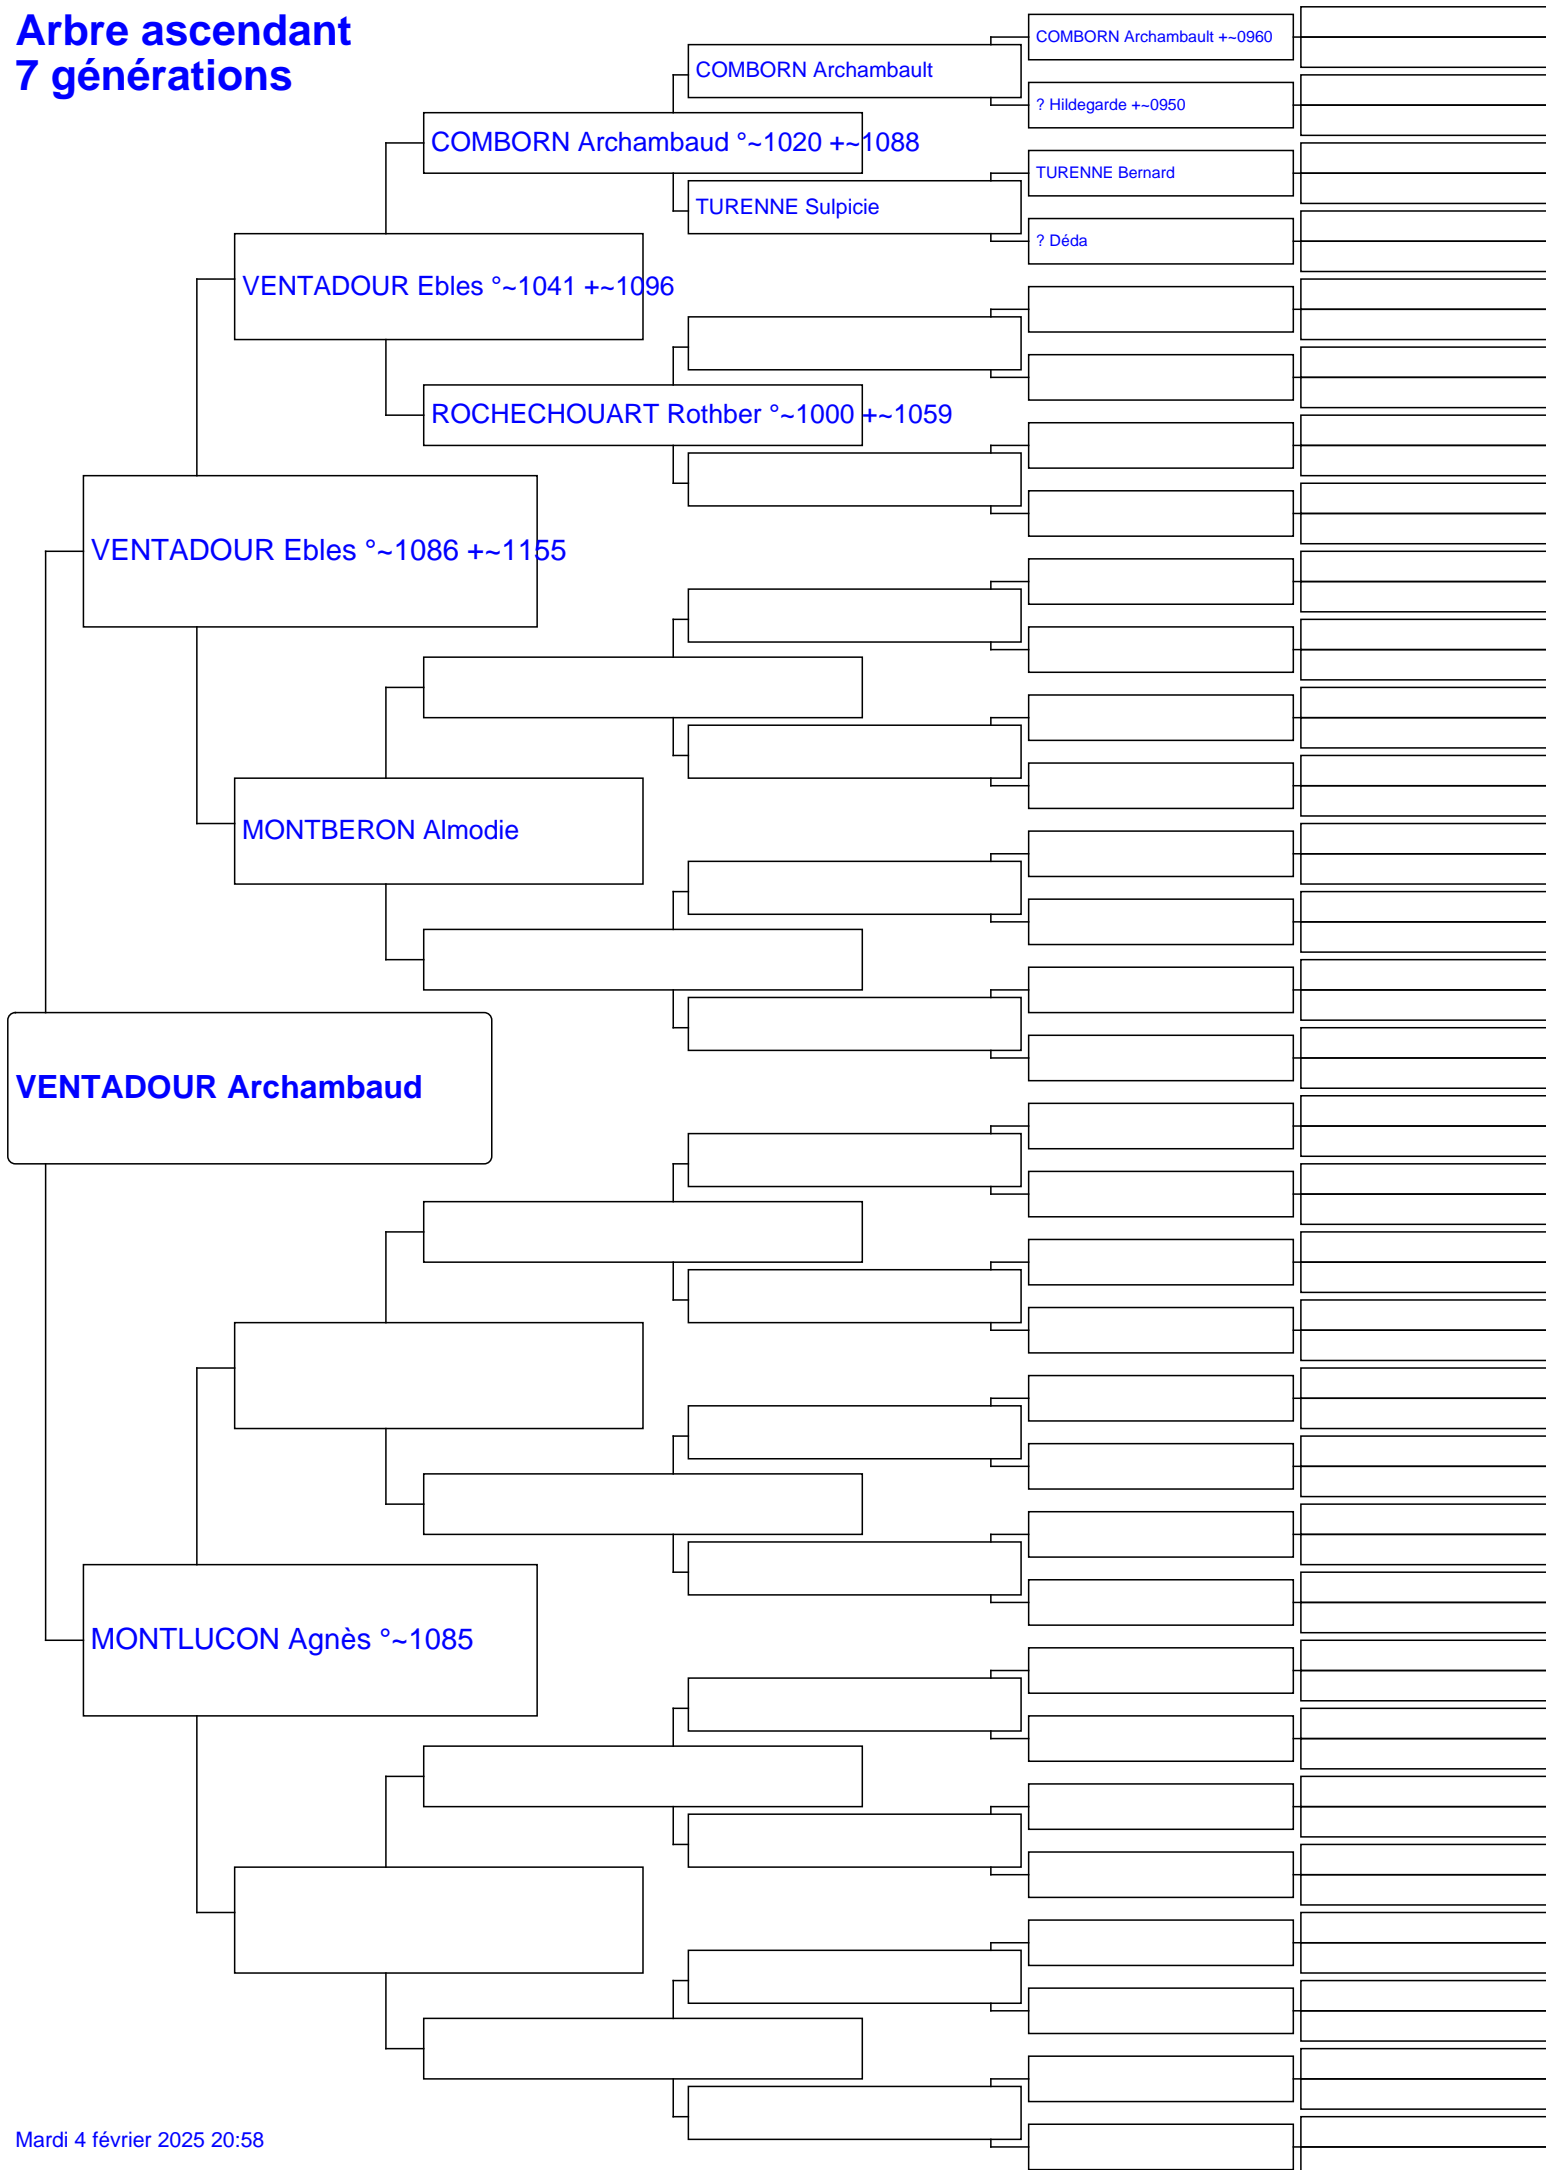 Arbre ascendant
7 générations
COMBORN Archambault +~0960
COMBORN Archambault
? Hildegarde +~0950
COMBORN Archambaud °~1020 +~1088
TURENNE Bernard
TURENNE Sulpicie
? Déda
VENTADOUR Ebles °~1041 +~1096
ROCHECHOUART Rothber °~1000 +~1059
VENTADOUR Ebles °~1086 +~1155
MONTBERON Almodie
VENTADOUR Archambaud
MONTLUCON Agnès °~1085
Mardi 4 février 2025 20:58